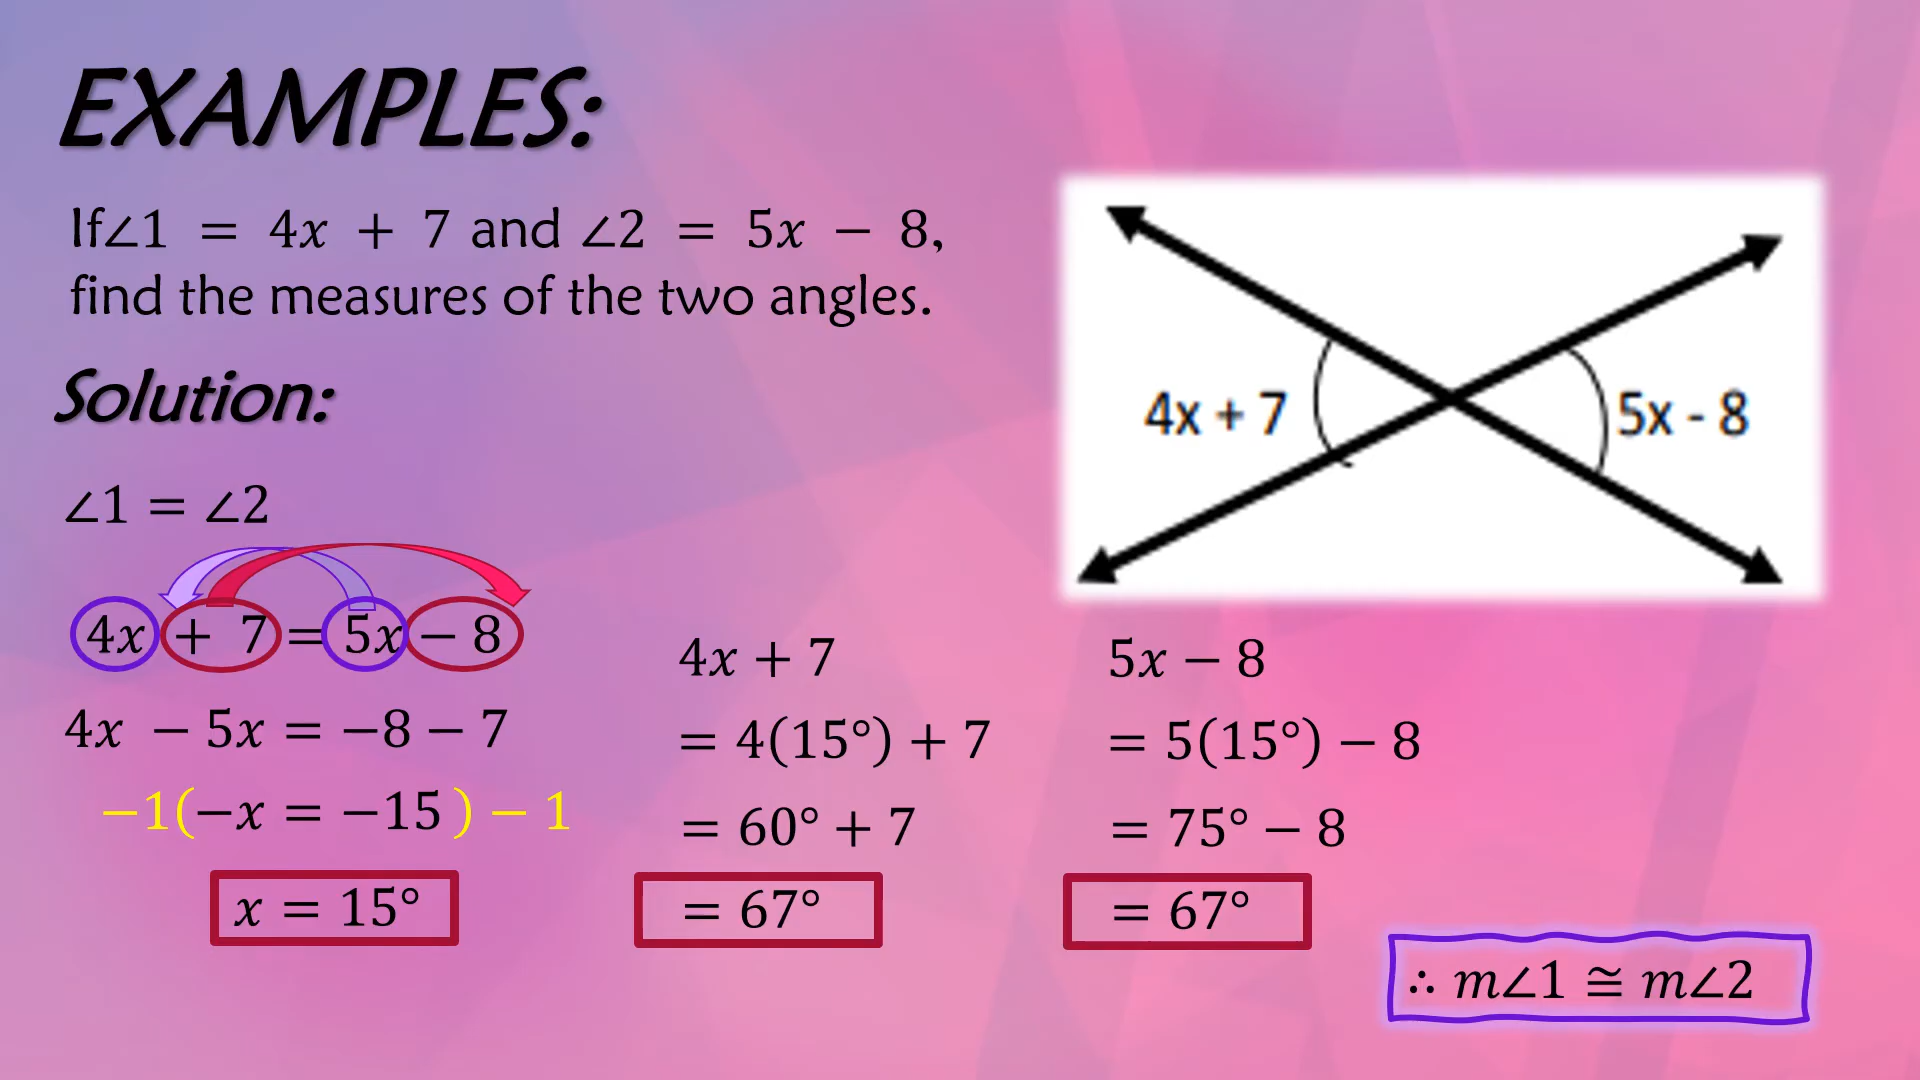 EXAMPLES:
If∠1 = 4x + 7 and ∠2 = 5x − 8,
find the measures of the two angles.
Solution:
∠1 = ∠2
4x + 7 = 5x − 8
4x − 5x = −8 − 7
−1(−x = −15) − 1
x = 15°
4x + 7
= 4(15°) + 7
= 60° + 7
= 67°
5x − 8
= 5(15°) − 8
= 75° − 8
= 67°
4x + 7
5x - 8
∴ m∠1 ≅ m∠2